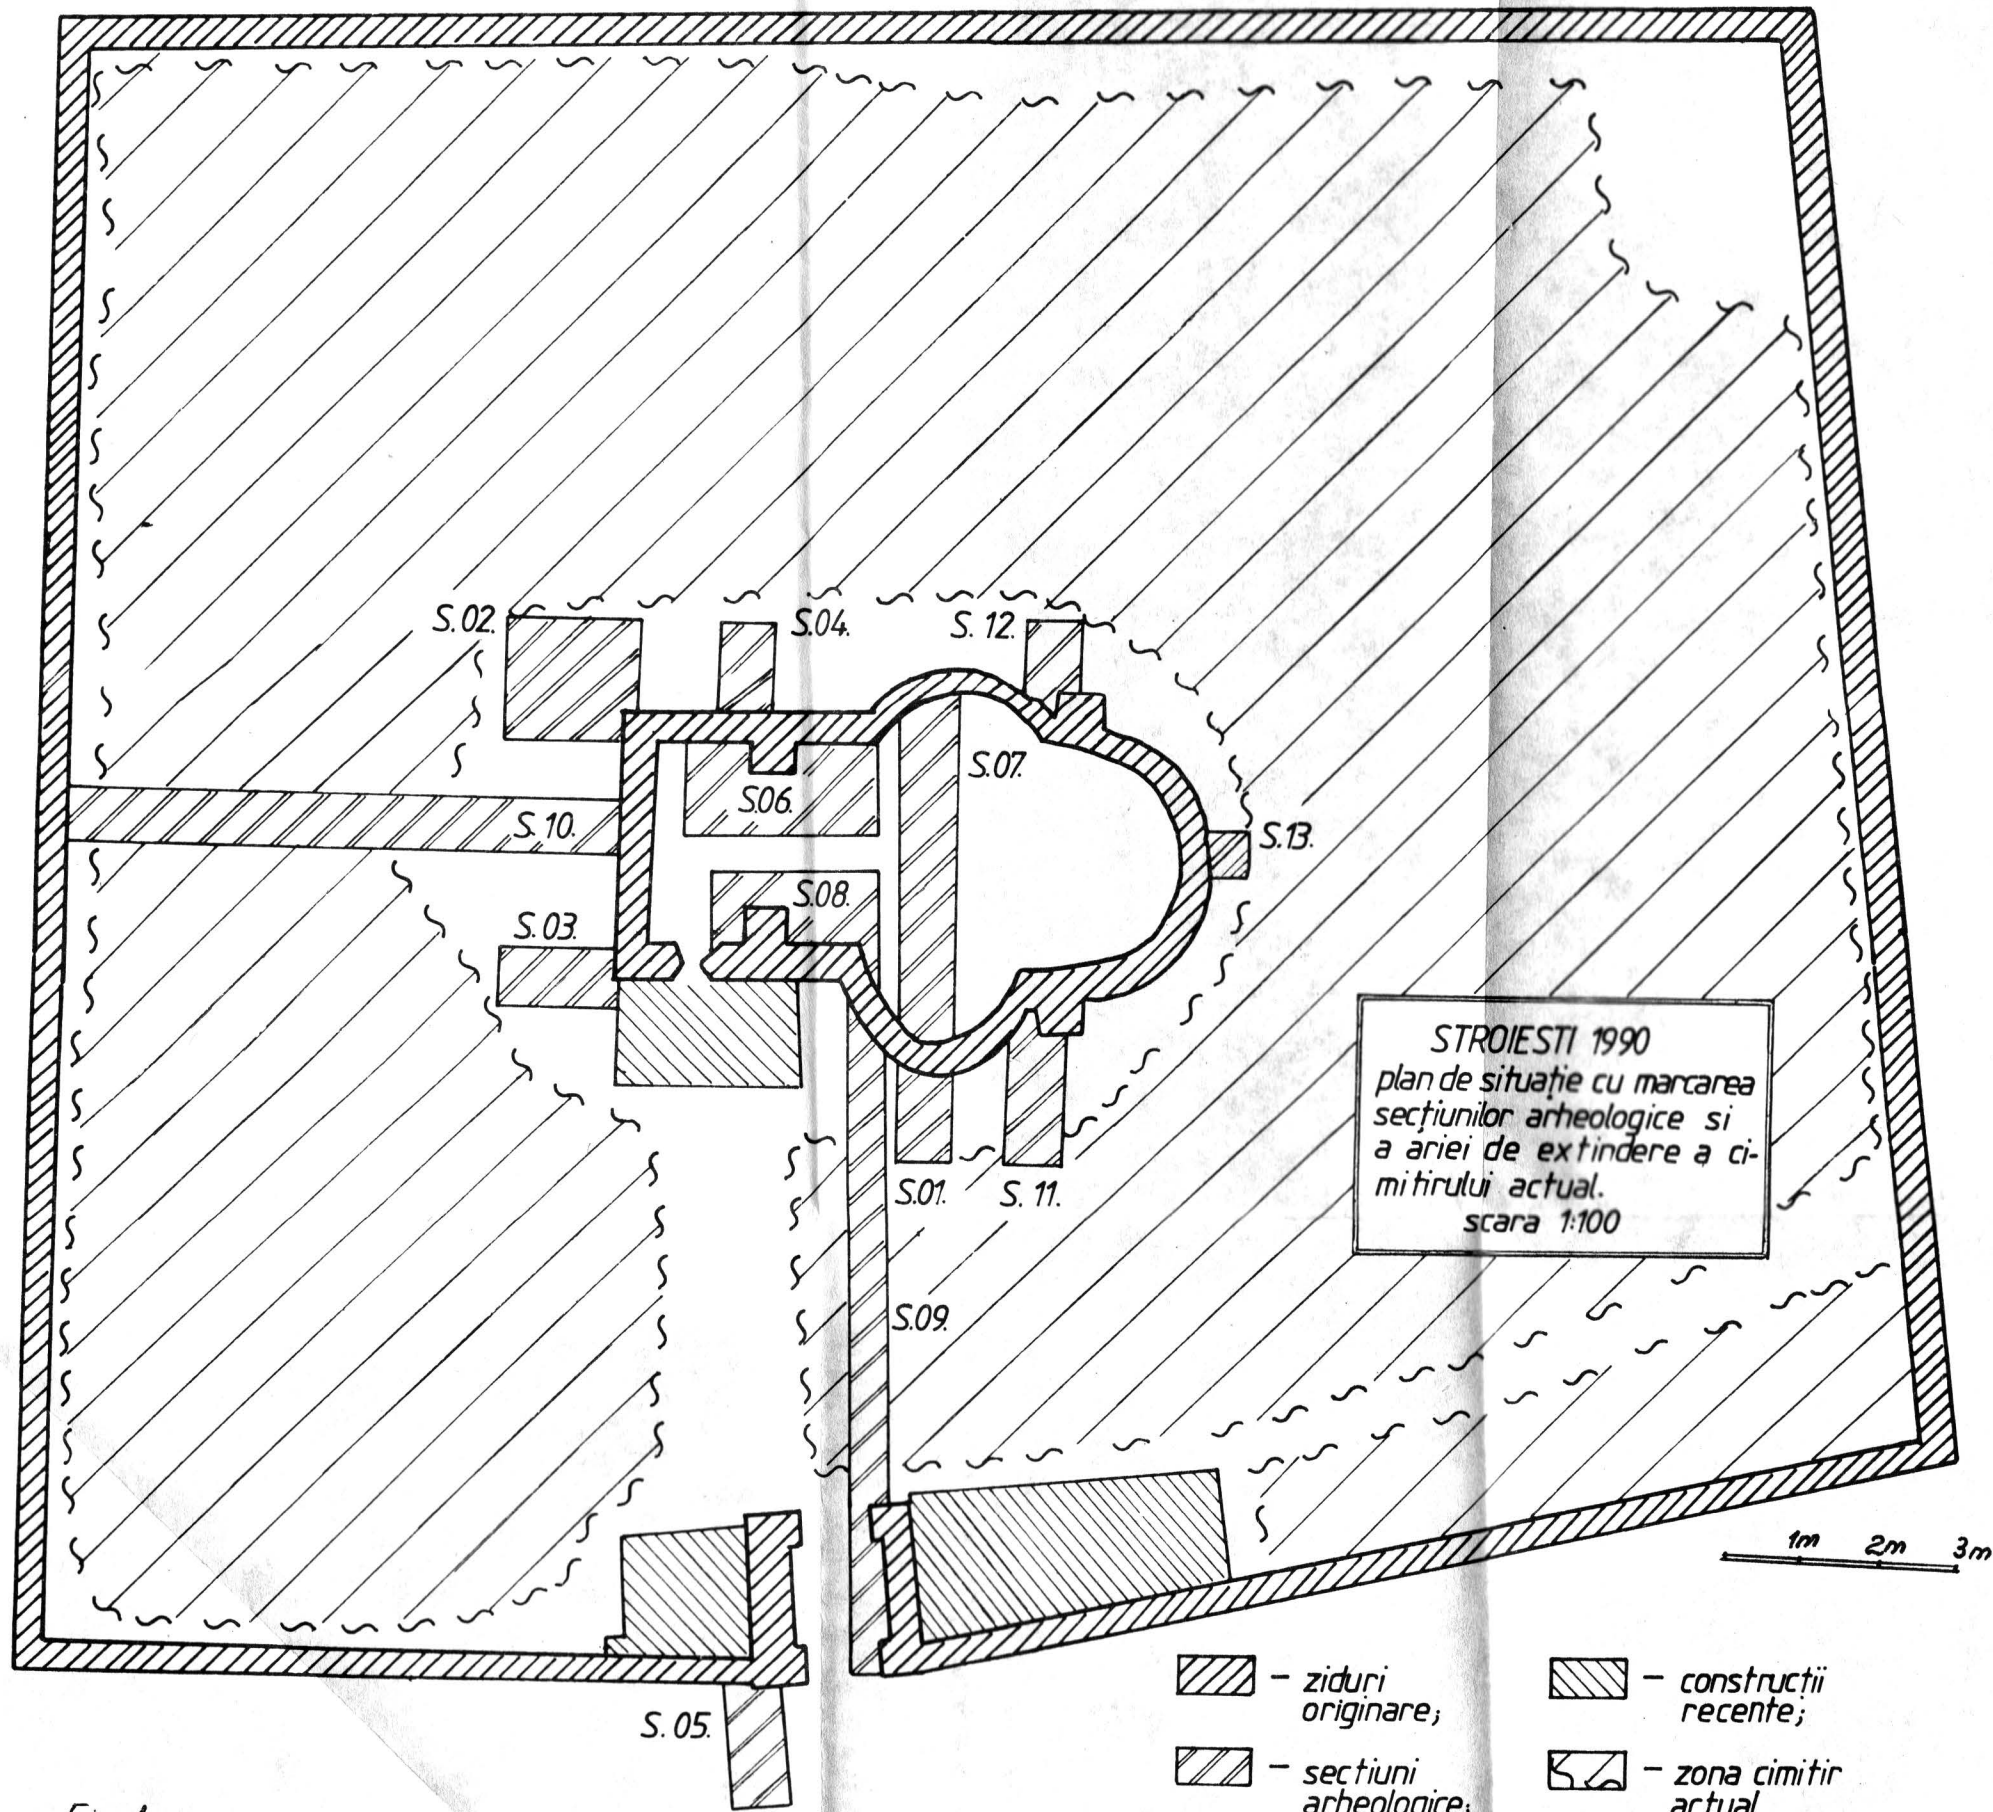 S.02.
S.04.
S. 12.
S.07.
S.06.
S. 10.
S.13.
S.08.
S. 03.
STROIESTI 1990
plan de situație cu marcarea
secțiunilor arheologice si
a ariei de extindere a ci-
mitirului actual.
scara 1:100
S.01.
S. 11.
S.09.
1m 2m 3m
S. 05.
– ziduri
originare;
– construcții
recente;
– sectiuni
arheologice;
– zona cimitir
actual